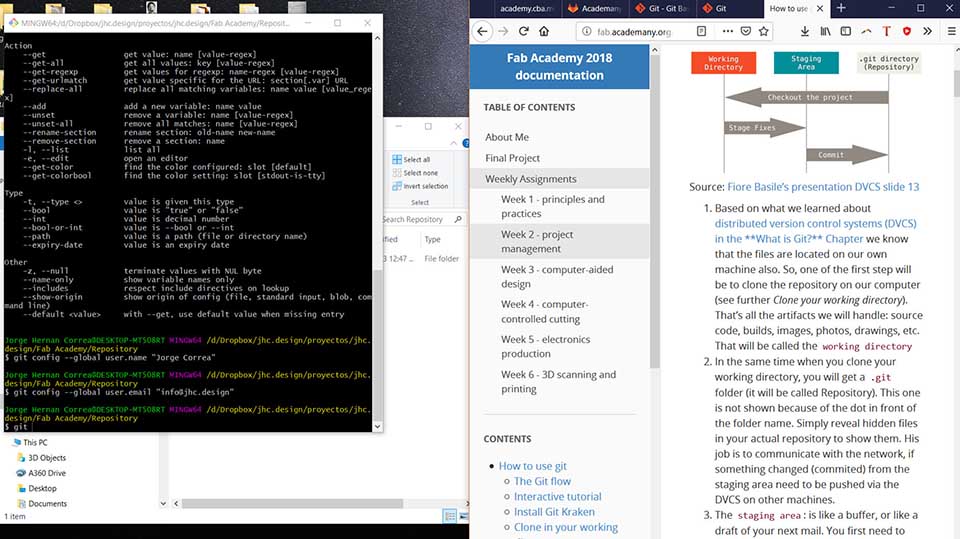 MINGW64:/d/Dropbox/jhc.design/proyectos/jhc.design/Fab Academy/Reposit...
Action
--get get value: name [value-regex]
--get-all get all values: key [value-regex]
--get-regexp get values for regexp: name-regex [value-regex]
--get-urlmatch get value specific for the URL: section[.var] URL
--replace-all replace all matching variables: name value [value_rege
x]
--add add a new variable: name value
--unset remove a variable: name [value-regex]
--unset-all remove all matches: name [value-regex]
--rename-section rename section: old-name new-name
--remove-section remove a section: name
-l, --list list all
-e, --edit open an editor
--get-color find the color configured: slot [default]
--get-colorbool find the color setting: slot [stdout-is-tty]
Type
-t, --type <> value is given this type
--bool value is "true" or "false"
--int value is decimal number
--bool-or-int value is --bool or --int
--path value is a path (file or directory name)
--expiry-date value is an expiry date
Other
-z, --null terminate values with NUL byte
--name-only show variable names only
--includes respect include directives on lookup
--show-origin show origin of config (file, standard input, blob, com
mand line)
--default <value> with --get, use default value when missing entry
Jorge Hernan Correa@DESKTOP-MT508RT MINGW64 /d/Dropbox/jhc.design/proyectos/jhc.
design/Fab Academy/Repository
$ git config --global user.name "Jorge Correa"
Jorge Hernan Correa@DESKTOP-MT508RT MINGW64 /d/Dropbox/jhc.design/proyectos/jhc.
design/Fab Academy/Repository
$ git config --global user.email "info@jhc.design"
Jorge Hernan Correa@DESKTOP-MT508RT MINGW64 /d/Dropbox/jhc.design/proyectos/jhc.
design/Fab Academy/Repository
$ git
Select all
Select none
Invert selection
Select
Search Repository
Type
3 12:47 ...
File folder
This PC
3D Objects
A360 Drive
Desktop
Documents
1 item
academy.cba.m
Academany
Git - Git - Ba
Git
How to use
fab.academany.org
Fab Academy 2018
documentation
TABLE OF CONTENTS
About Me
Final Project
Weekly Assignments
Week 1 - principles and
practices
Week 2 - project
management
Week 3 - computer-aided
design
Week 4 - computer-
controlled cutting
Week 5 - electronics
production
Week 6 - 3D scanning and
printing
CONTENTS
How to use git
The Git flow
Interactive tutorial
Install Git Kraken
Clone in your working
Working
Directory
Staging
Area
.git directory
(Repository)
Checkout the project
Stage Fixes
Commit
Source: Fiore Basile's presentation DVCS slide 13
1. Based on what we learned about
distributed version control systems (DVCS)
in the **What is Git?** Chapter we know
that the files are located on our own
machine also. So, one of the first step will
be to clone the repository on our computer
(see further Clone your working directory).
That's all the artifacts we will handle: source
code, builds, images, photos, drawings, etc.
That will be called the working directory
2. In the same time when you clone your
working directory, you will get a .git
folder (it will be called Repository). This one
is not shown because of the dot in front of
the folder name. Simply reveal hidden files
in your actual repository to show them. His
job is to communicate with the network, if
something changed (commited) from the
staging area need to be pushed via the
DVCS on other machines.
3. The staging area : is like a buffer, or like a
draft of your next mail. You first need to